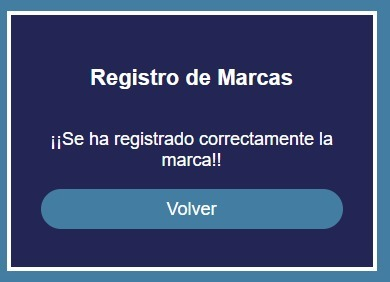 Registro de Marcas
¡¡Se ha registrado correctamente la
marca!!
Volver